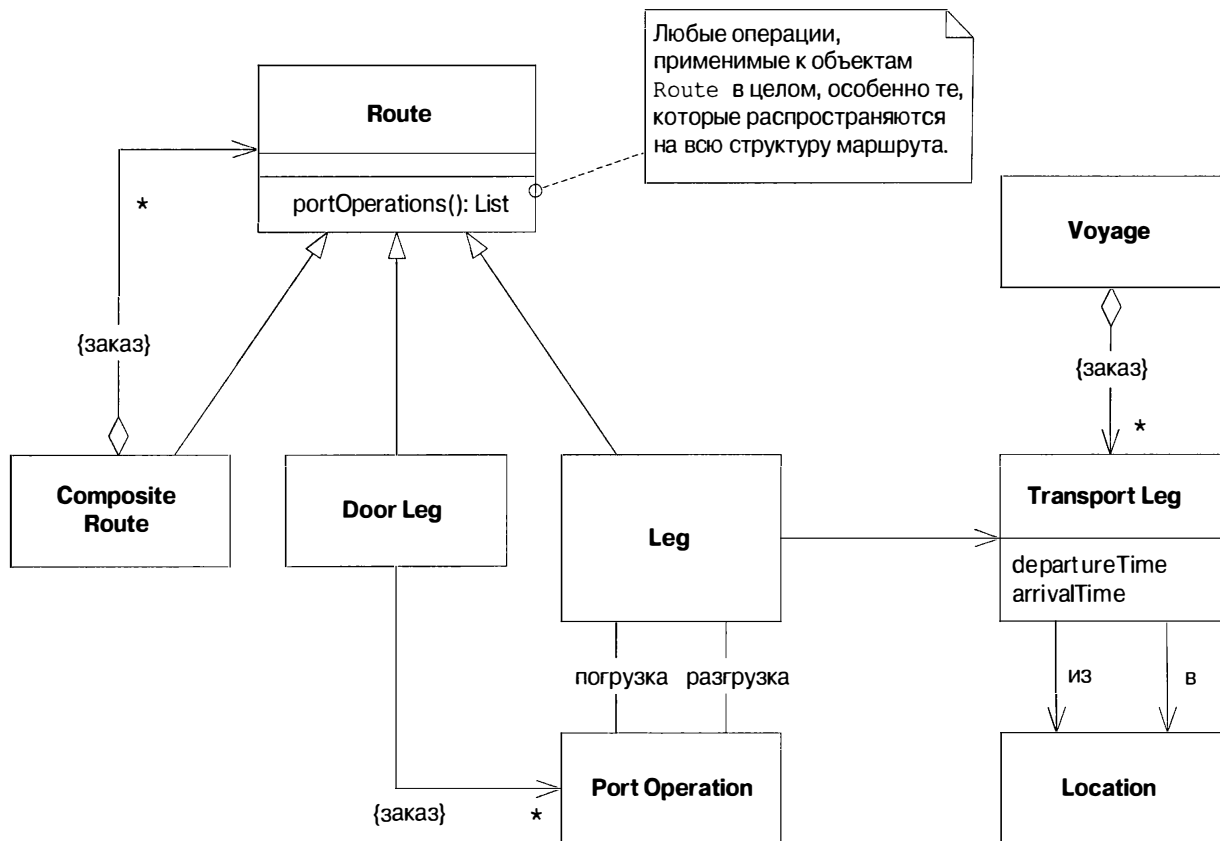 Любые операции,
применимые к объектам
Route в целом, особенно те,
которые распространяются
на всю структуру маршрута.
Route
portOperations(): List
*
Voyage
{заказ}
{заказ}
*
Composite
Route
Door Leg
Leg
Transport Leg
departureTime
arrivalTime
погрузка
разгрузка
из
в
Port Operation
Location
{заказ}
*